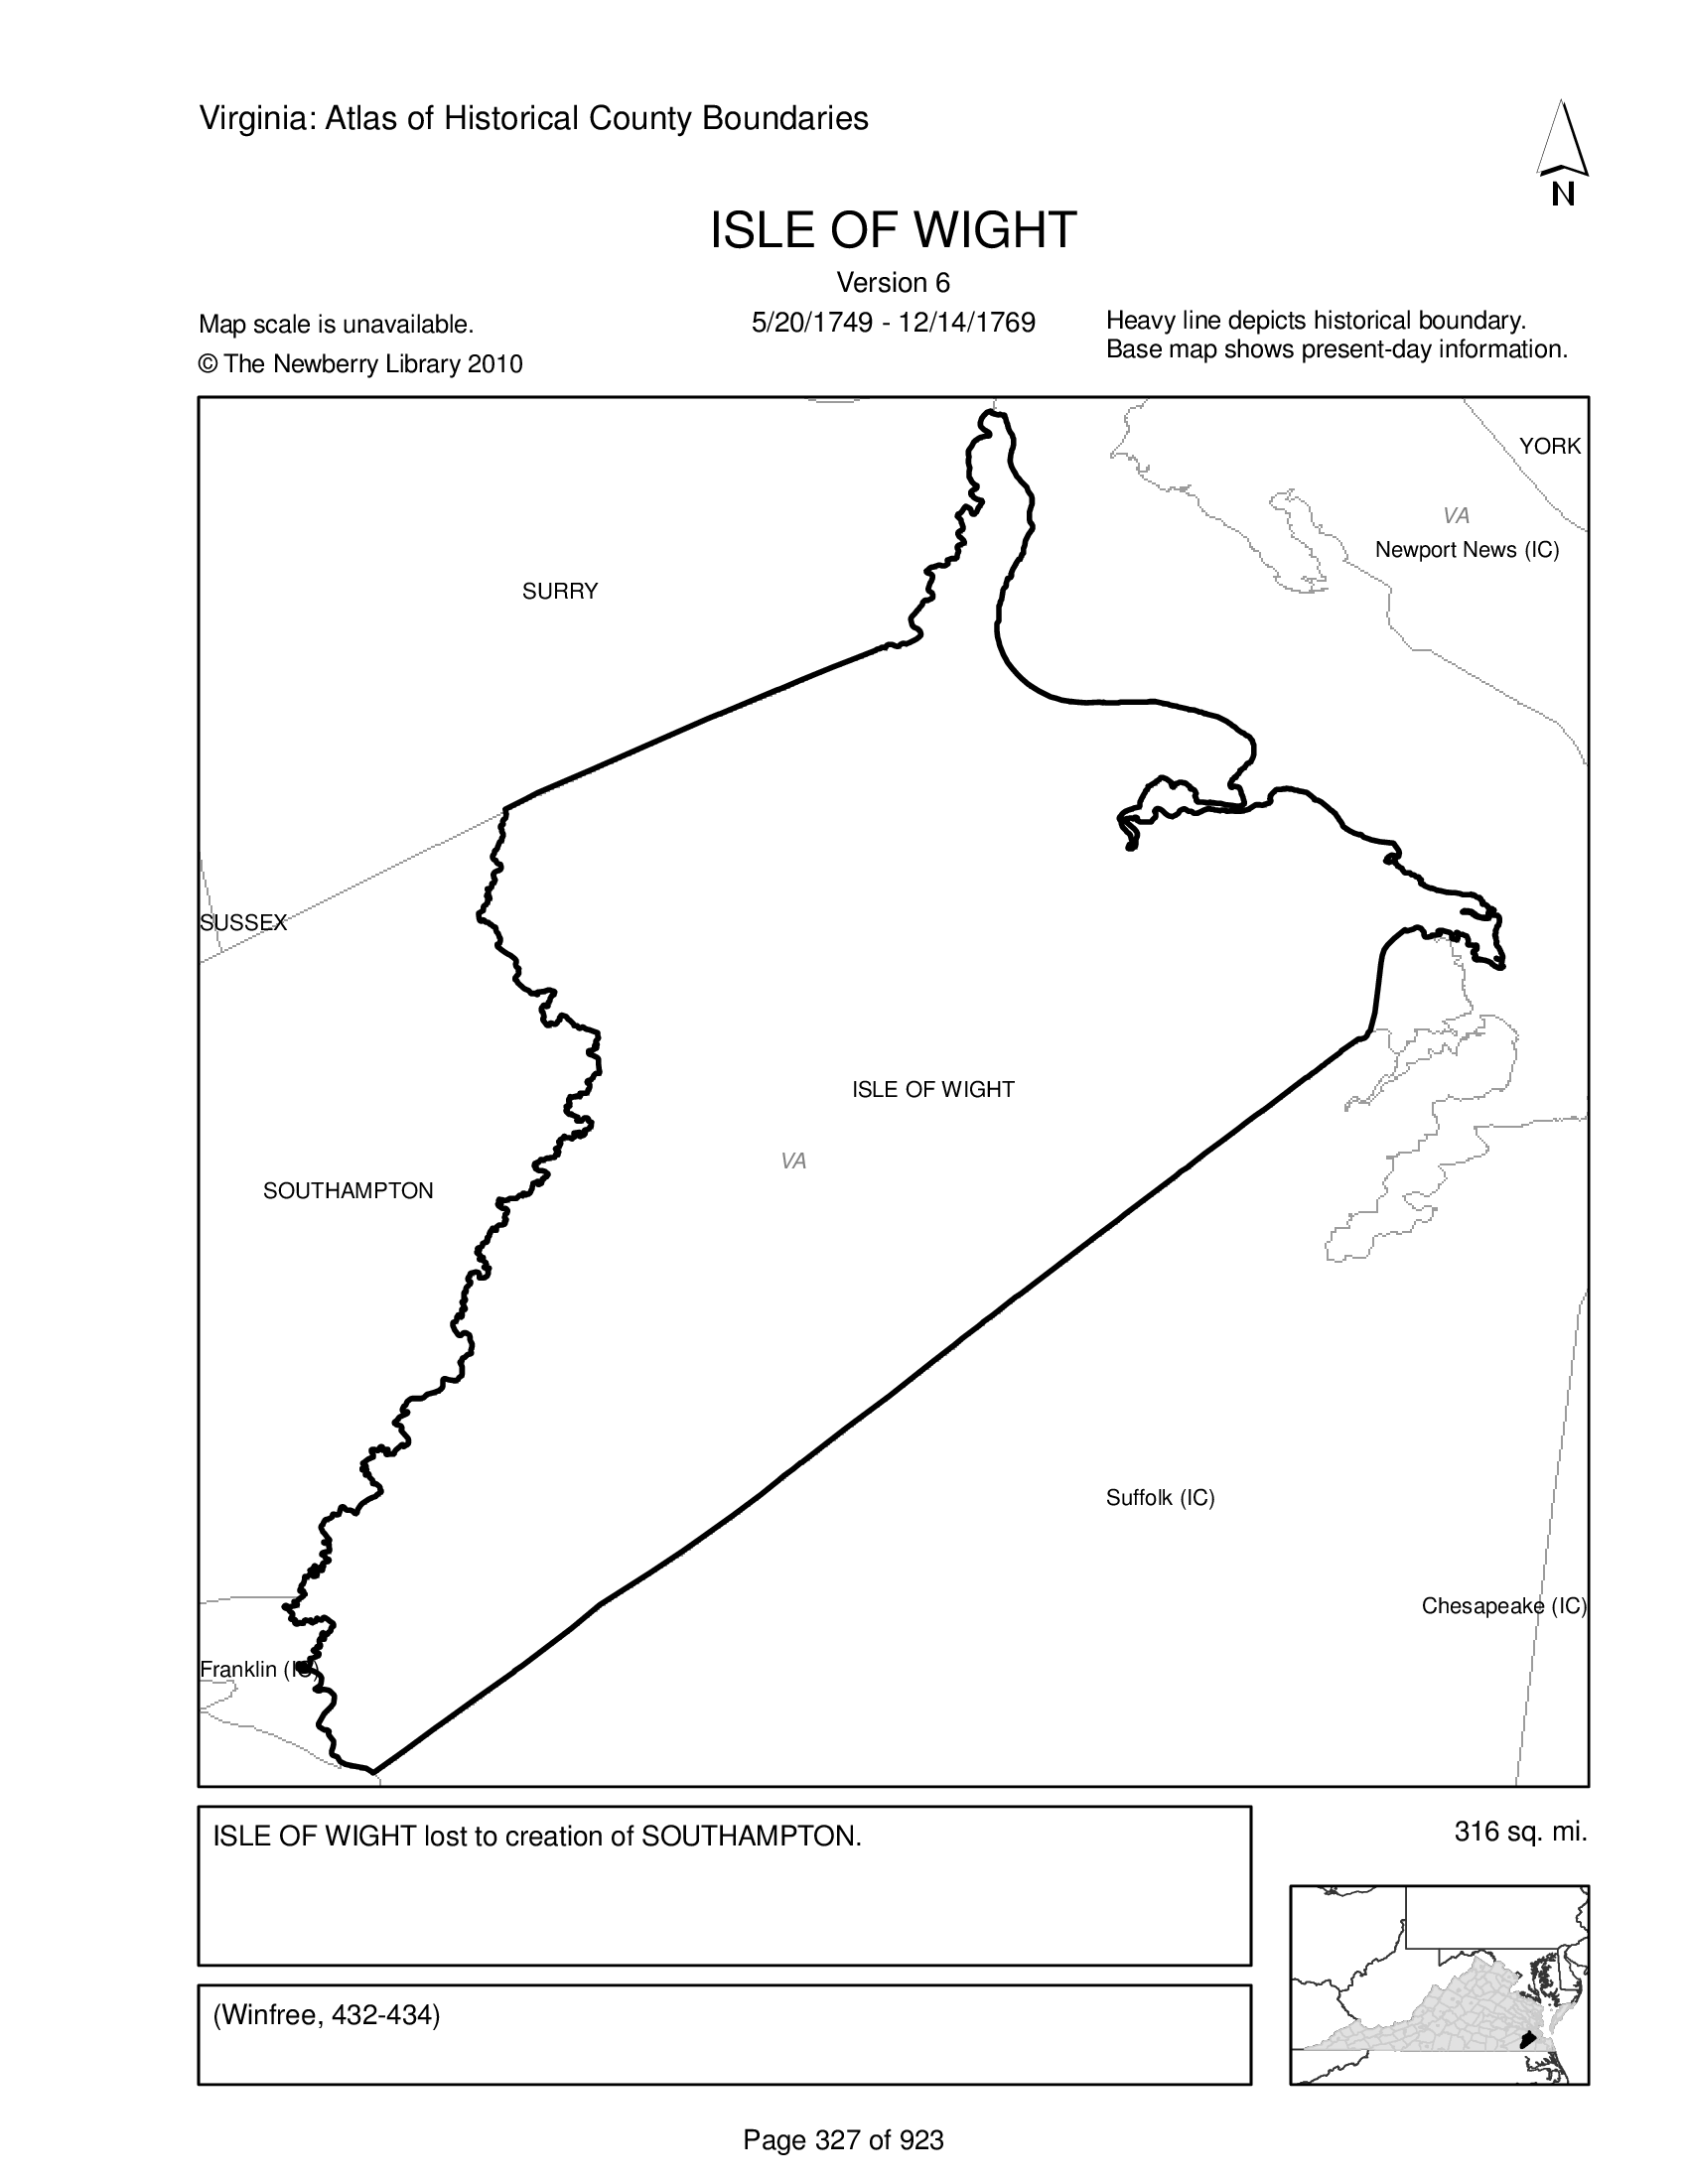 Virginia: Atlas of Historical County Boundaries
N
ISLE OF WIGHT
Version 6
5/20/1749 - 12/14/1769
Map scale is unavailable.
© The Newberry Library 2010
Heavy line depicts historical boundary.
Base map shows present-day information.
YORK
VA
Newport News (IC)
SURRY
SUSSEX
ISLE OF WIGHT
VA
SOUTHAMPTON
Suffolk (IC)
Chesapeake (IC)
Franklin (IC)
ISLE OF WIGHT lost to creation of SOUTHAMPTON.
316 sq. mi.
(Winfree, 432-434)
Page 327 of 923